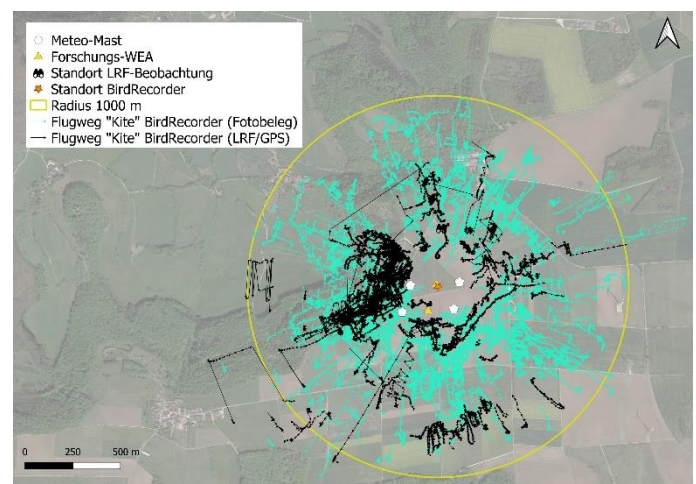 Meteo-Mast
Forschungs-WEA
Standort LRF-Beobachtung
Standort BirdRecorder
Radius 1000 m
Flugweg "Kite" BirdRecorder (Fotobeleg)
Flugweg "Kite" BirdRecorder (LRF/GPS)
0 250 500 m